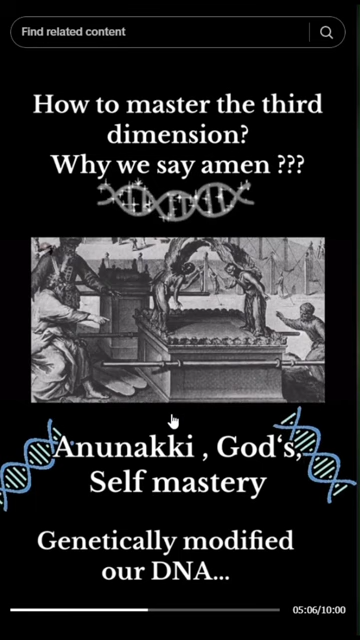 Find related content
How to master the third
dimension?
Why we say amen ???
Anunakki , God‘s,
Self mastery
Genetically modified
our DNA...
05:06/10:00